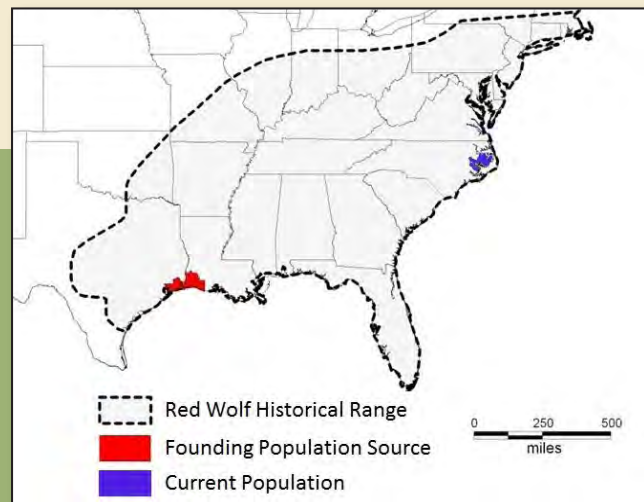 Red Wolf Historical Range
Founding Population Source
Current Population
0 250 500
miles